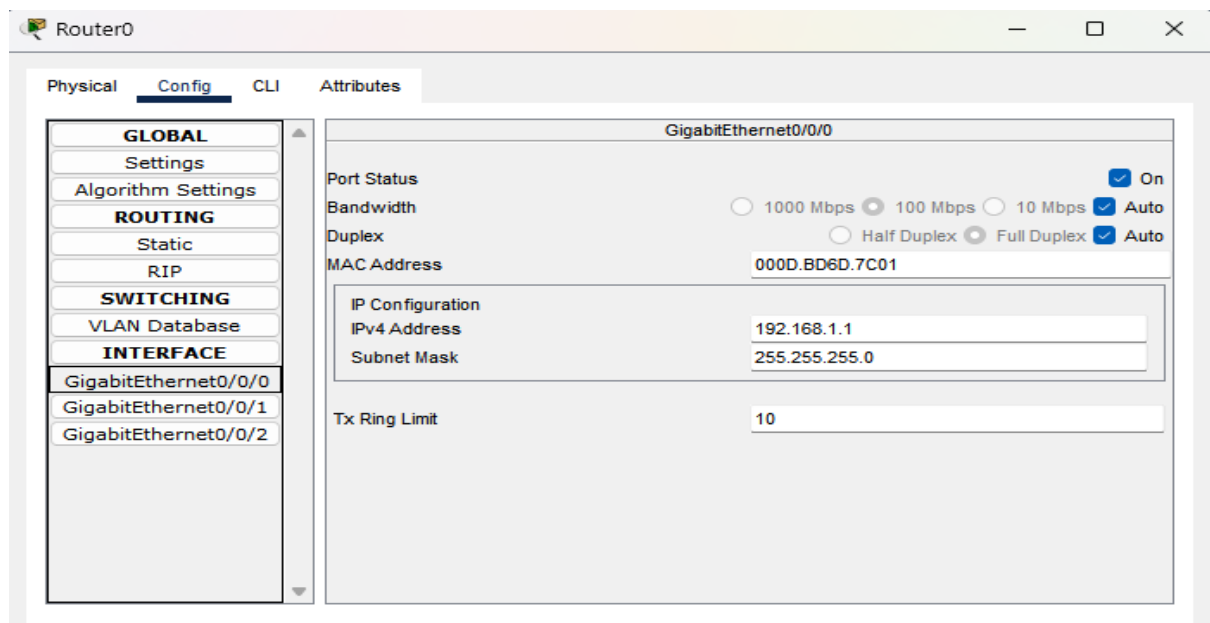 Router0
Physical Config CLI Attributes
GLOBAL
Settings
Algorithm Settings
ROUTING
Static
RIP
SWITCHING
VLAN Database
INTERFACE
GigabitEthernet0/0/0
GigabitEthernet0/0/1
GigabitEthernet0/0/2
GigabitEthernet0/0/0
Port Status On
Bandwidth 1000 Mbps 100 Mbps 10 Mbps Auto
Duplex Half Duplex Full Duplex Auto
MAC Address 000D.BD6D.7C01
IP Configuration
IPv4 Address 192.168.1.1
Subnet Mask 255.255.255.0
Tx Ring Limit 10